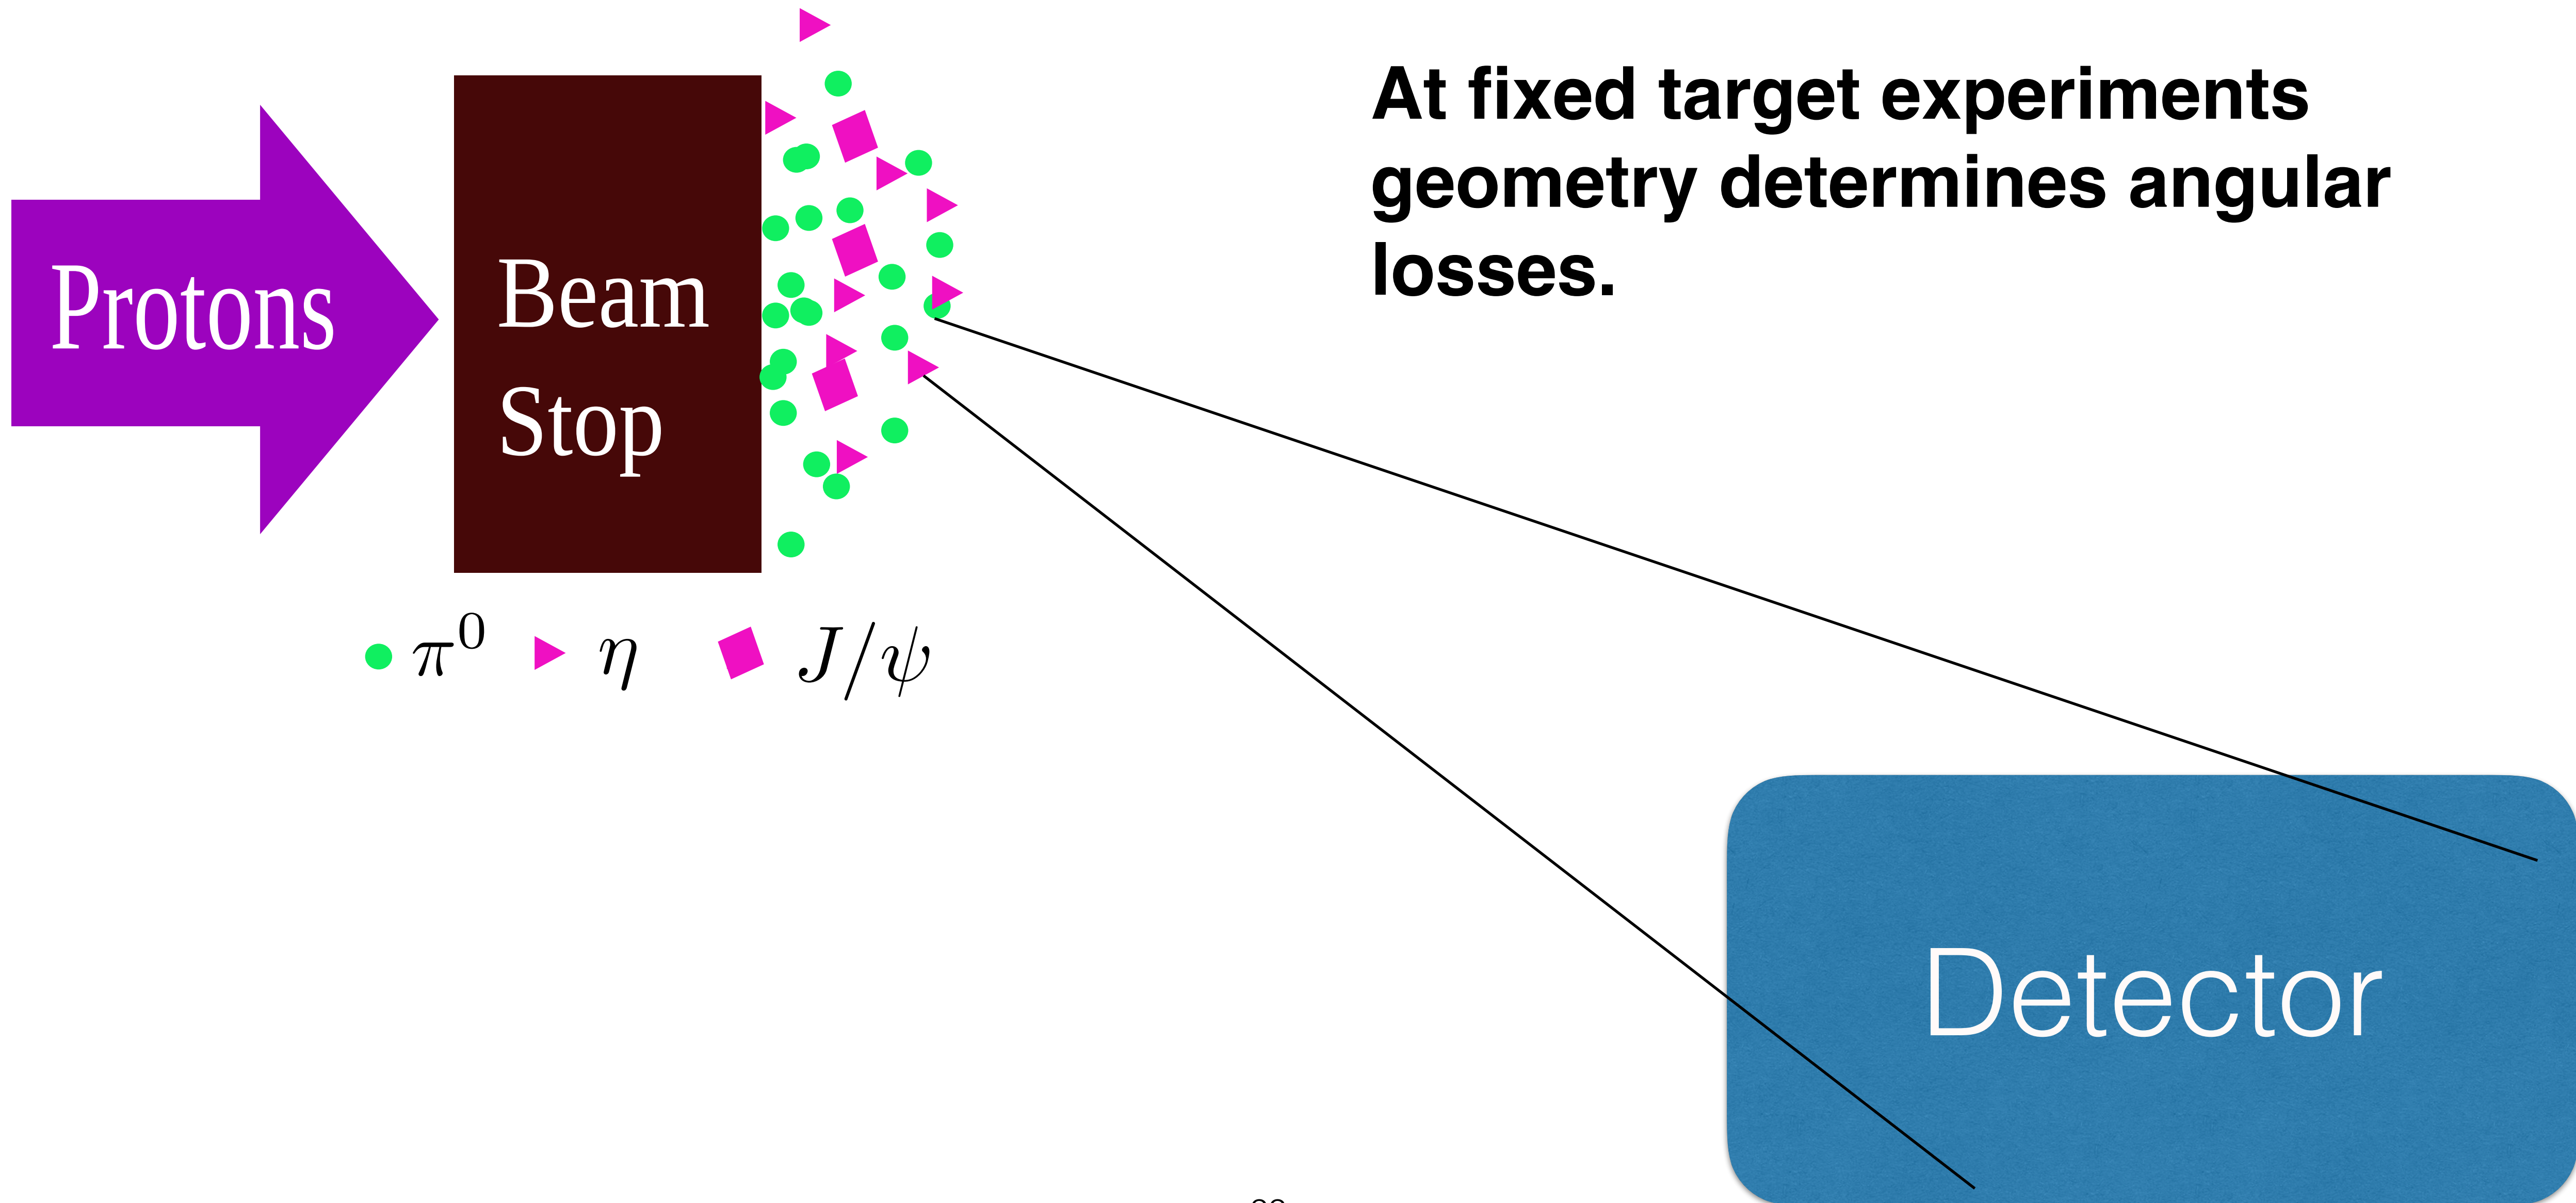 At fixed target experiments
geometry determines angular
losses.
Protons
Beam
Stop
π⁰ η J/ψ
Detector